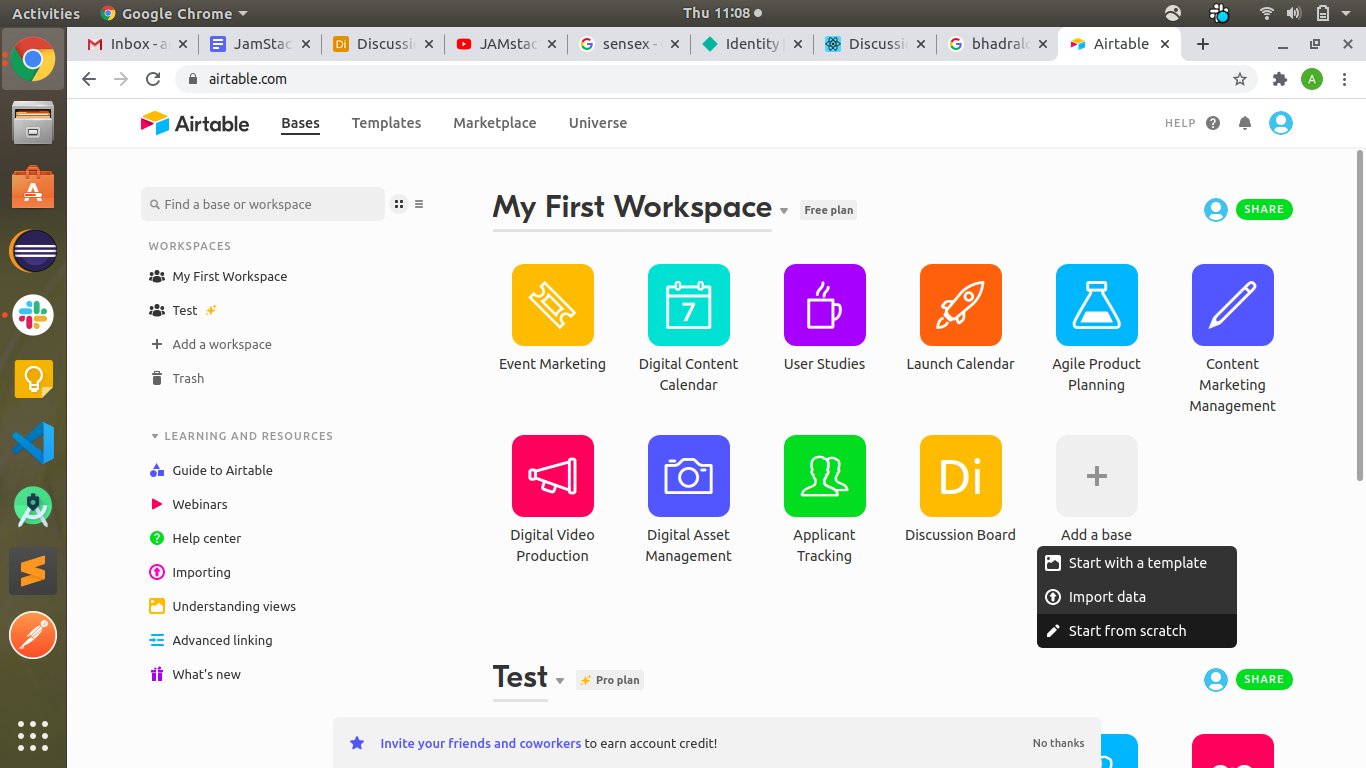 Activities
Google Chrome
Thu 11:08
Inbox - a
JamStac
Discussi
JAMstac
sensex -
Identity |
Discussi
bhadralo
Airtable
airtable.com
A
Airtable
Bases
Templates
Marketplace
Universe
HELP
Find a base or workspace
WORKSPACES
My First Workspace
Test
Add a workspace
Trash
LEARNING AND RESOURCES
Guide to Airtable
Webinars
Help center
Importing
Understanding views
Advanced linking
What's new
My First Workspace
Free plan
SHARE
7
Event Marketing
Digital Content
Calendar
User Studies
Launch Calendar
Agile Product
Planning
Content
Marketing
Management
Di
Digital Video
Production
Digital Asset
Management
Applicant
Tracking
Discussion Board
Add a base
Start with a template
Import data
Start from scratch
Test
Pro plan
SHARE
Invite your friends and coworkers to earn account credit!
No thanks